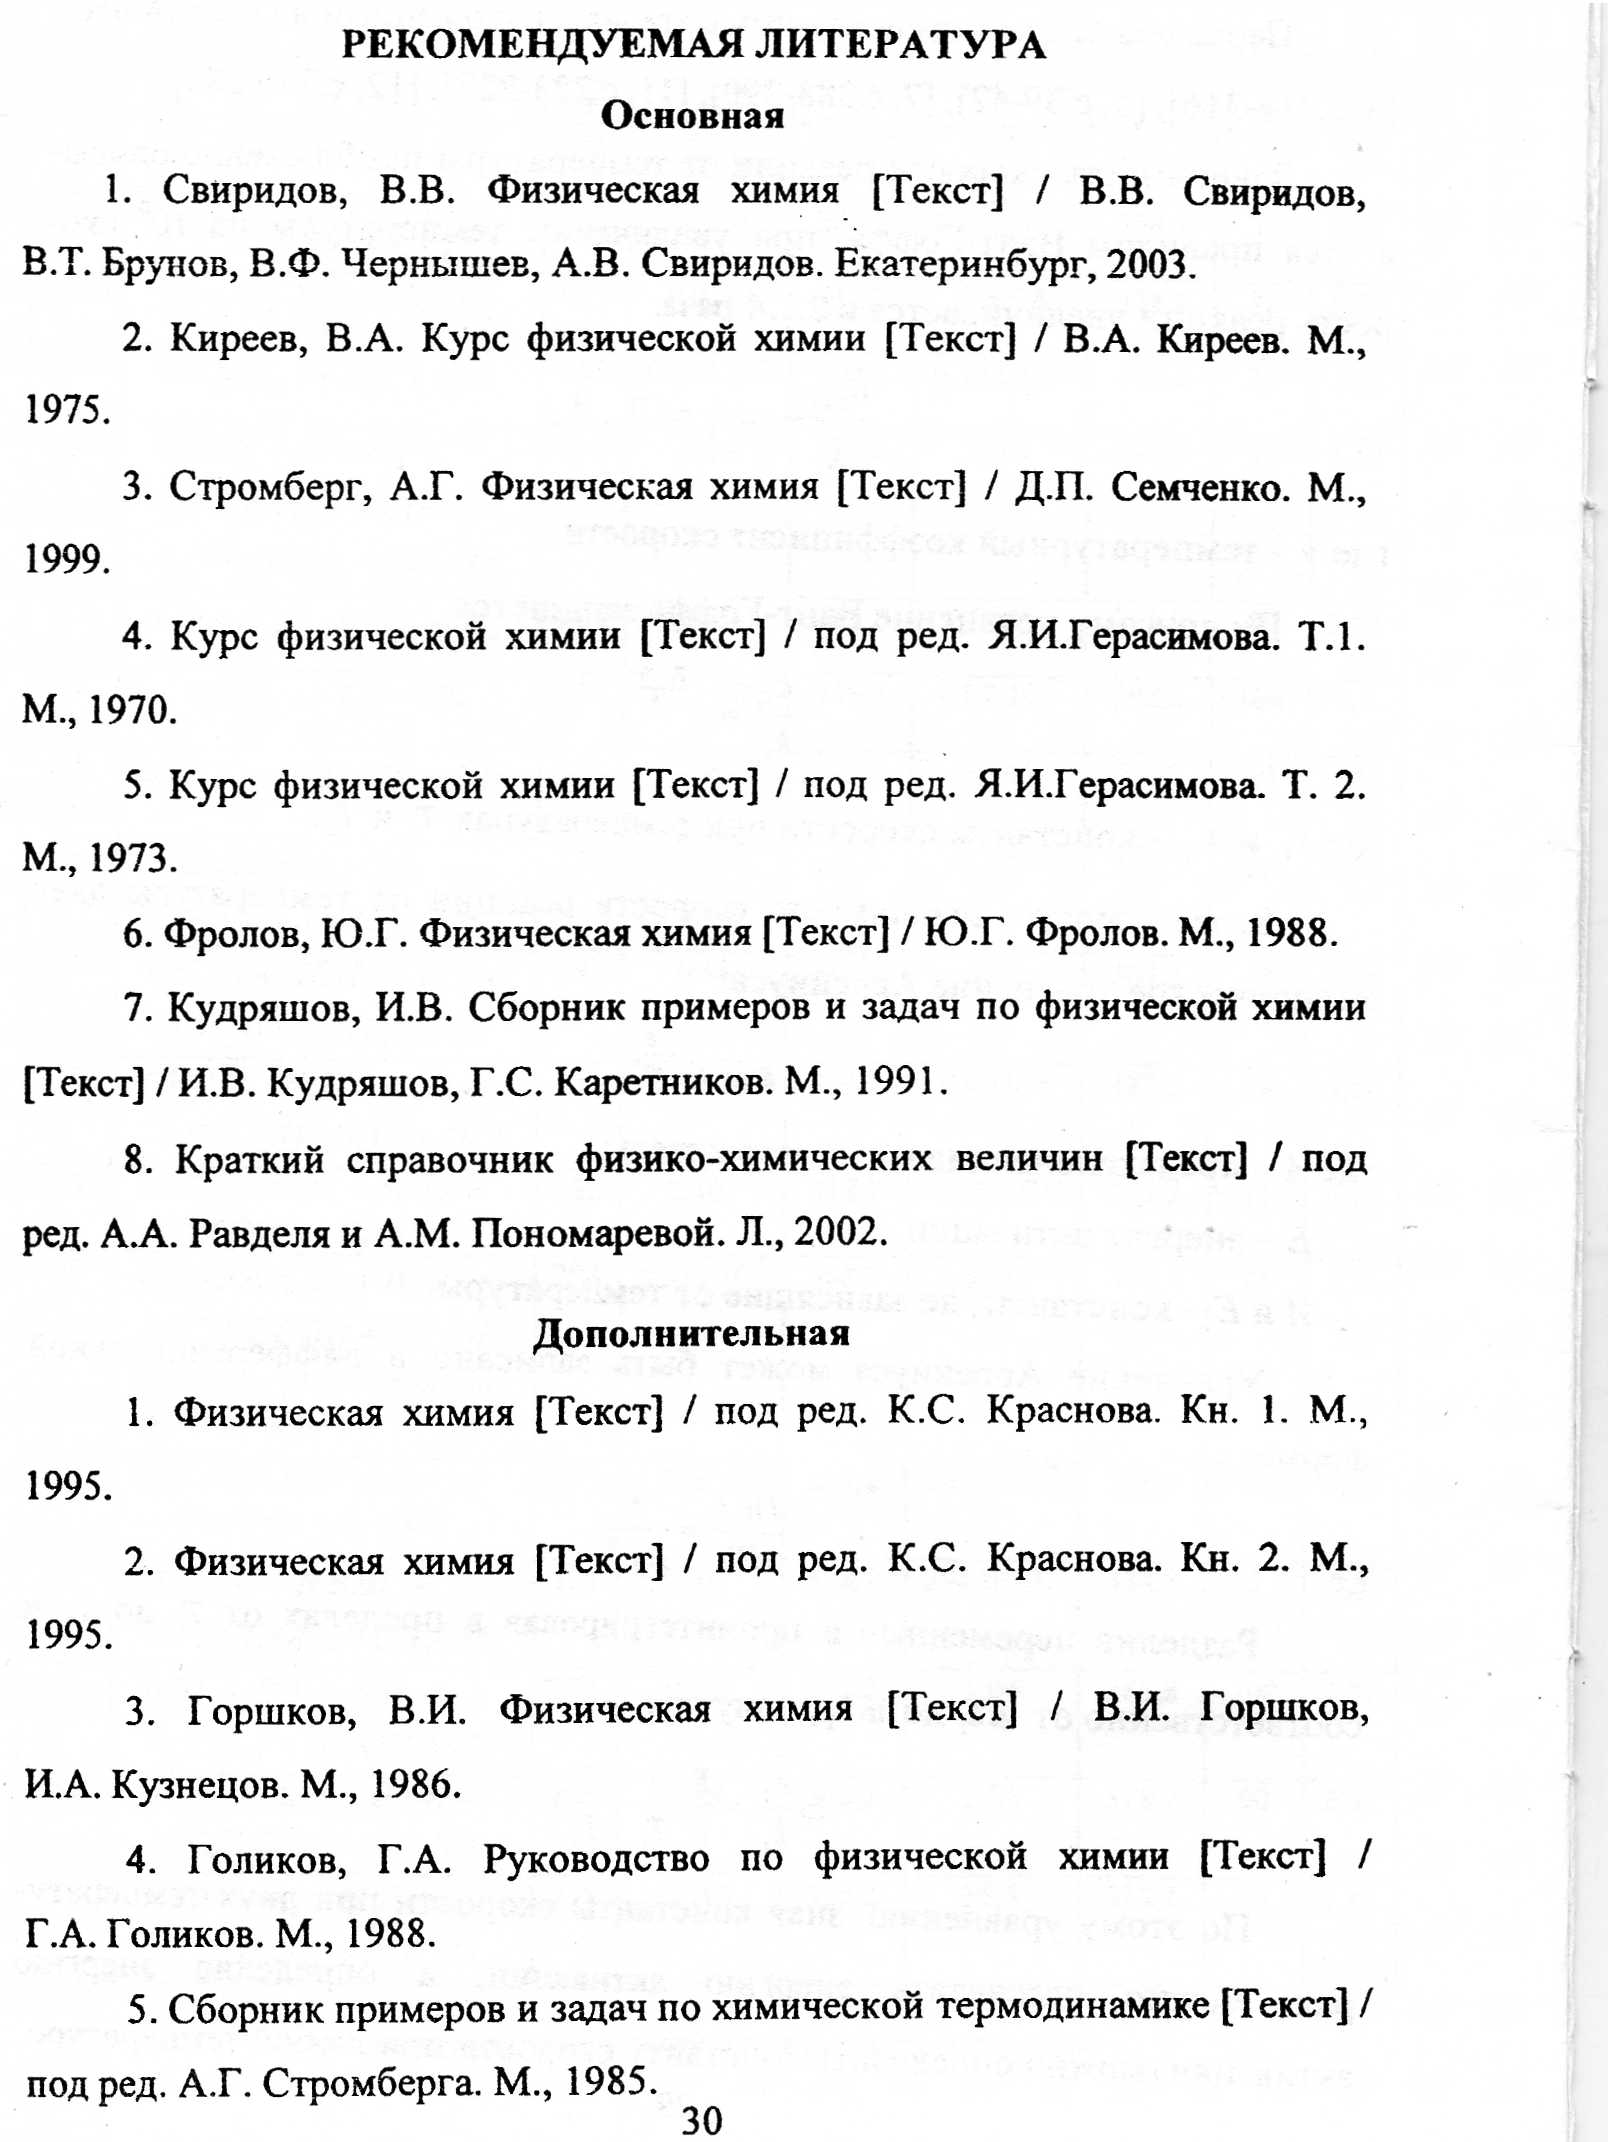 РЕКОМЕНДУЕМАЯ ЛИТЕРАТУРА
Основная
1. Свиридов, В.В. Физическая химия [Текст] / В.В. Свиридов,
В.Т. Брунов, В.Ф. Чернышев, А.В. Свиридов. Екатеринбург, 2003.
2. Киреев, В.А. Курс физической химии [Текст] / В.А. Киреев. М.,
1975.
3. Стромберг, А.Г. Физическая химия [Текст] / Д.П. Семченко. М.,
1999.
4. Курс физической химии [Текст] / под ред. Я.И.Герасимова. Т.1.
М., 1970.
5. Курс физической химии [Текст] / под ред. Я.И.Герасимова. Т. 2.
М., 1973.
6. Фролов, Ю.Г. Физическая химия [Текст] / Ю.Г. Фролов. М., 1988.
7. Кудряшов, И.В. Сборник примеров и задач по физической химии
[Текст] / И.В. Кудряшов, Г.С. Каретников. М., 1991.
8. Краткий справочник физико-химических величин [Текст] / под
ред. А.А. Равделя и А.М. Пономаревой. Л., 2002.
Дополнительная
1. Физическая химия [Текст] / под ред. К.С. Краснова. Кн. 1. М.,
1995.
2. Физическая химия [Текст] / под ред. К.С. Краснова. Кн. 2. М.,
1995.
3. Горшков, В.И. Физическая химия [Текст] / В.И. Горшков,
И.А. Кузнецов. М., 1986.
4. Голиков, Г.А. Руководство по физической химии [Текст] /
Г.А. Голиков. М., 1988.
5. Сборник примеров и задач по химической термодинамике [Текст] /
под ред. А.Г. Стромберга. М., 1985.
30